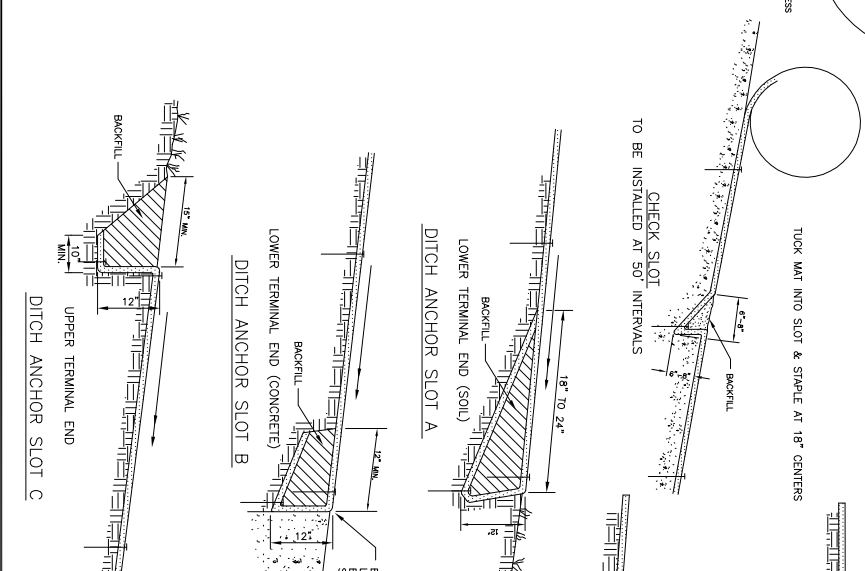 ESS
TUCK MAT INTO SLOT & STAPLE AT 18" CENTERS
6"-8"
BACKFILL
6"-8"
CHECK SLOT
TO BE INSTALLED AT 50' INTERVALS
18" TO 24"
BACKFILL
12"
LOWER TERMINAL END (SOIL)
DITCH ANCHOR SLOT A
12" MIN.
BACKFILL
12"
LOWER TERMINAL END (CONCRETE)
DITCH ANCHOR SLOT B
15" MIN.
BACKFILL
10"
MIN.
12"
UPPER TERMINAL END
DITCH ANCHOR SLOT C